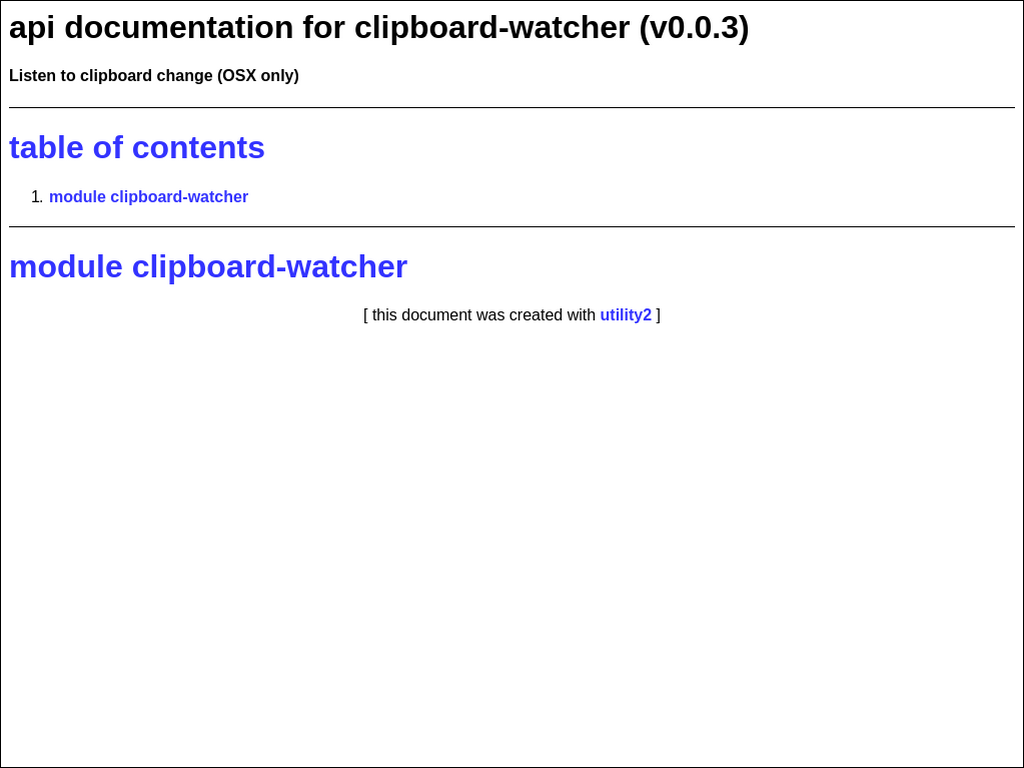 api documentation for clipboard-watcher (v0.0.3)
Listen to clipboard change (OSX only)
table of contents
1. module clipboard-watcher
module clipboard-watcher
[ this document was created with utility2 ]